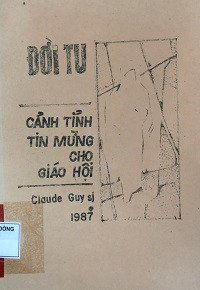 ĐỜI TU
CẢNH TỈNH
TIN MỪNG
CHO
GIÁO HỘI
Claude Guy sj
1987